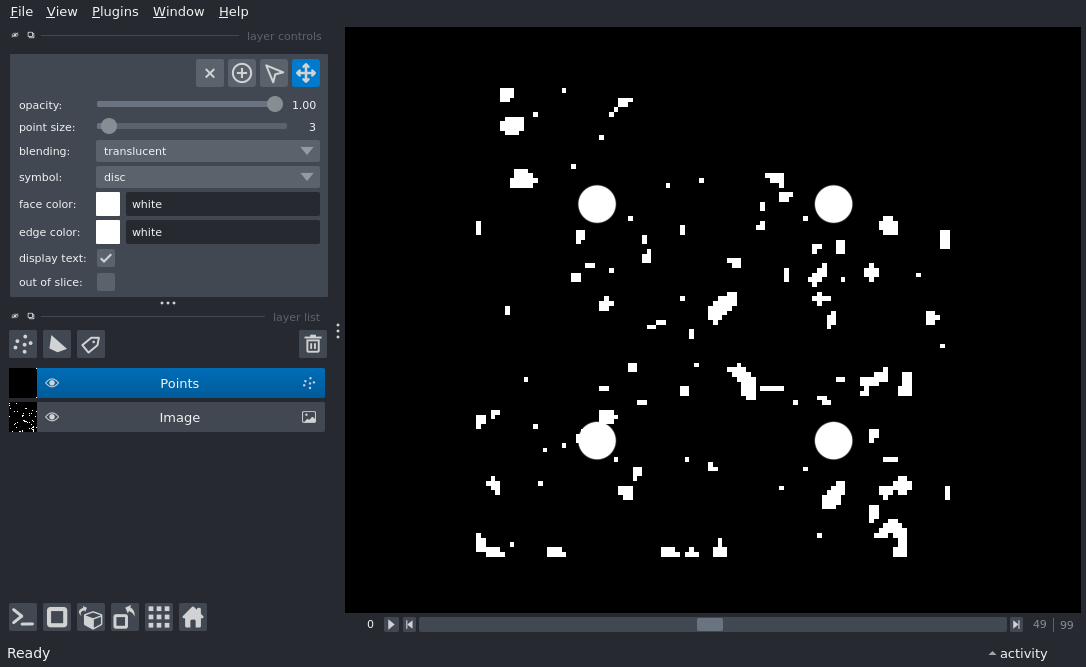 File View Plugins Window Help
layer controls
opacity: 1.00
point size: 3
blending: translucent
symbol: disc
face color: white
edge color: white
display text:
out of slice:
layer list
Points
Image
0 49 | 99
Ready activity